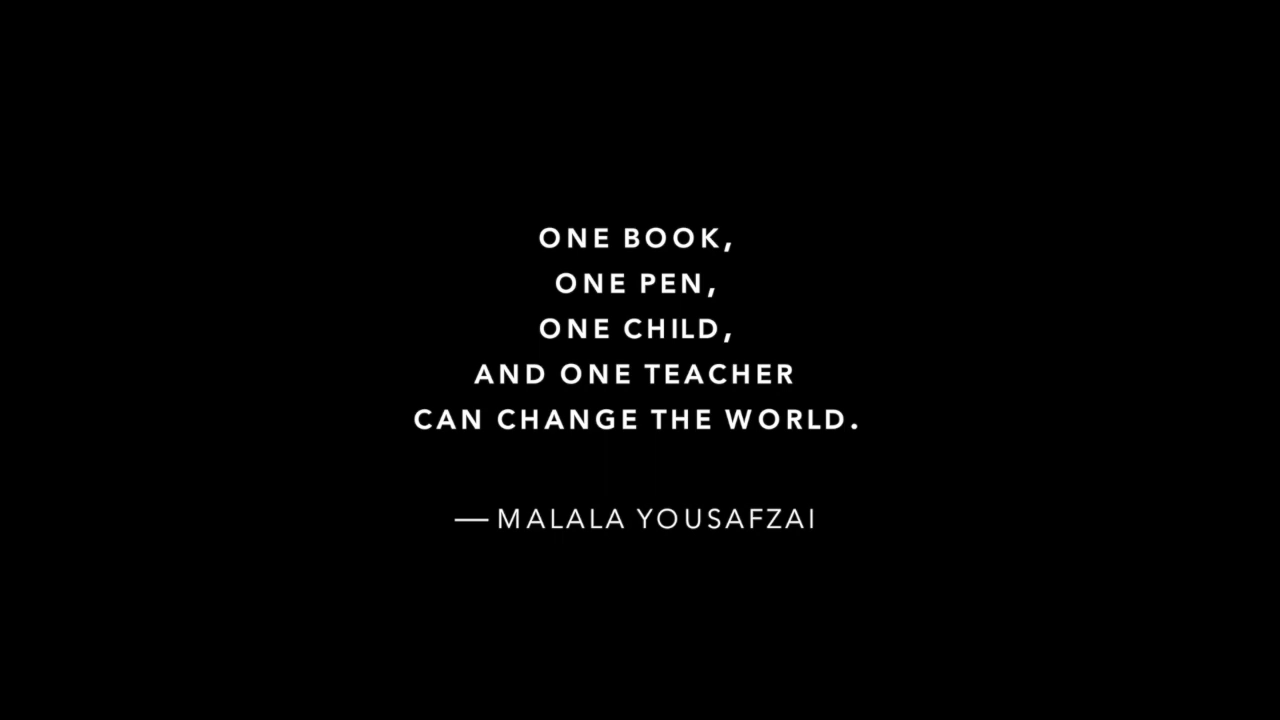 ONE BOOK,
ONE PEN,
ONE CHILD,
AND ONE TEACHER
CAN CHANGE THE WORLD.
— MALALA YOUSAFZAI